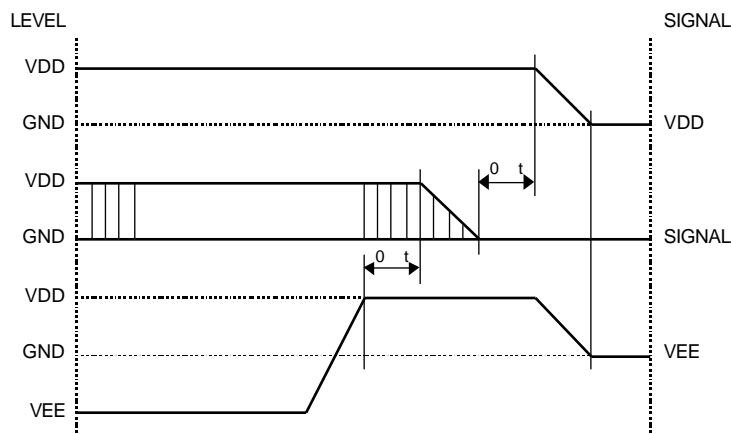 LEVEL SIGNAL
VDD
GND VDD
0 t
VDD
GND SIGNAL
0 t
VDD
GND VEE
VEE